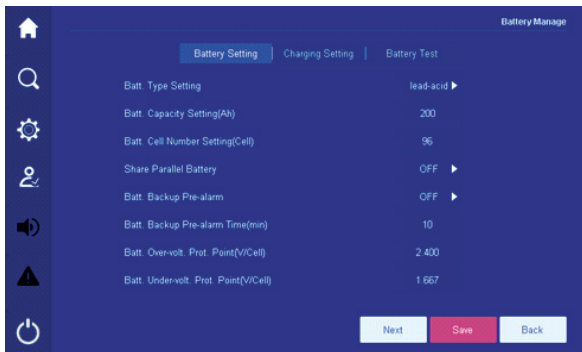 Battery Manage
Battery Setting Charging Setting Battery Test
Batt. Type Setting lead-acid
Batt. Capacity Setting(Ah) 200
Batt. Cell Number Setting(Cell) 96
Share Parallel Battery OFF
Batt. Backup Pre-alarm OFF
Batt. Backup Pre-alarm Time(min) 10
Batt. Over-volt. Prot. Point(V/Cell) 2.400
Batt. Under-volt. Prot. Point(V/Cell) 1.667
Next Save Back